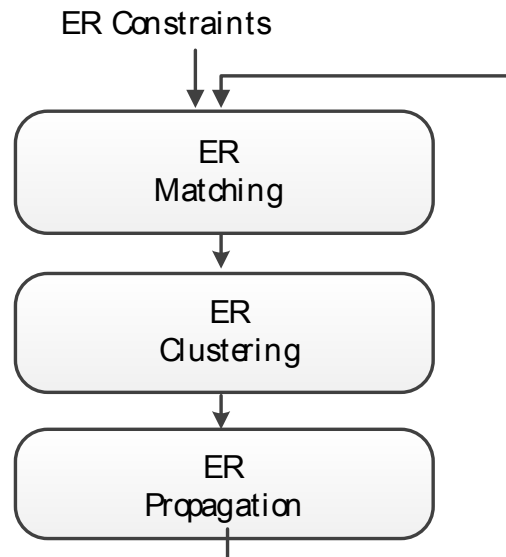 ER Constraints
ER
Matching
ER
Clustering
ER
Propagation